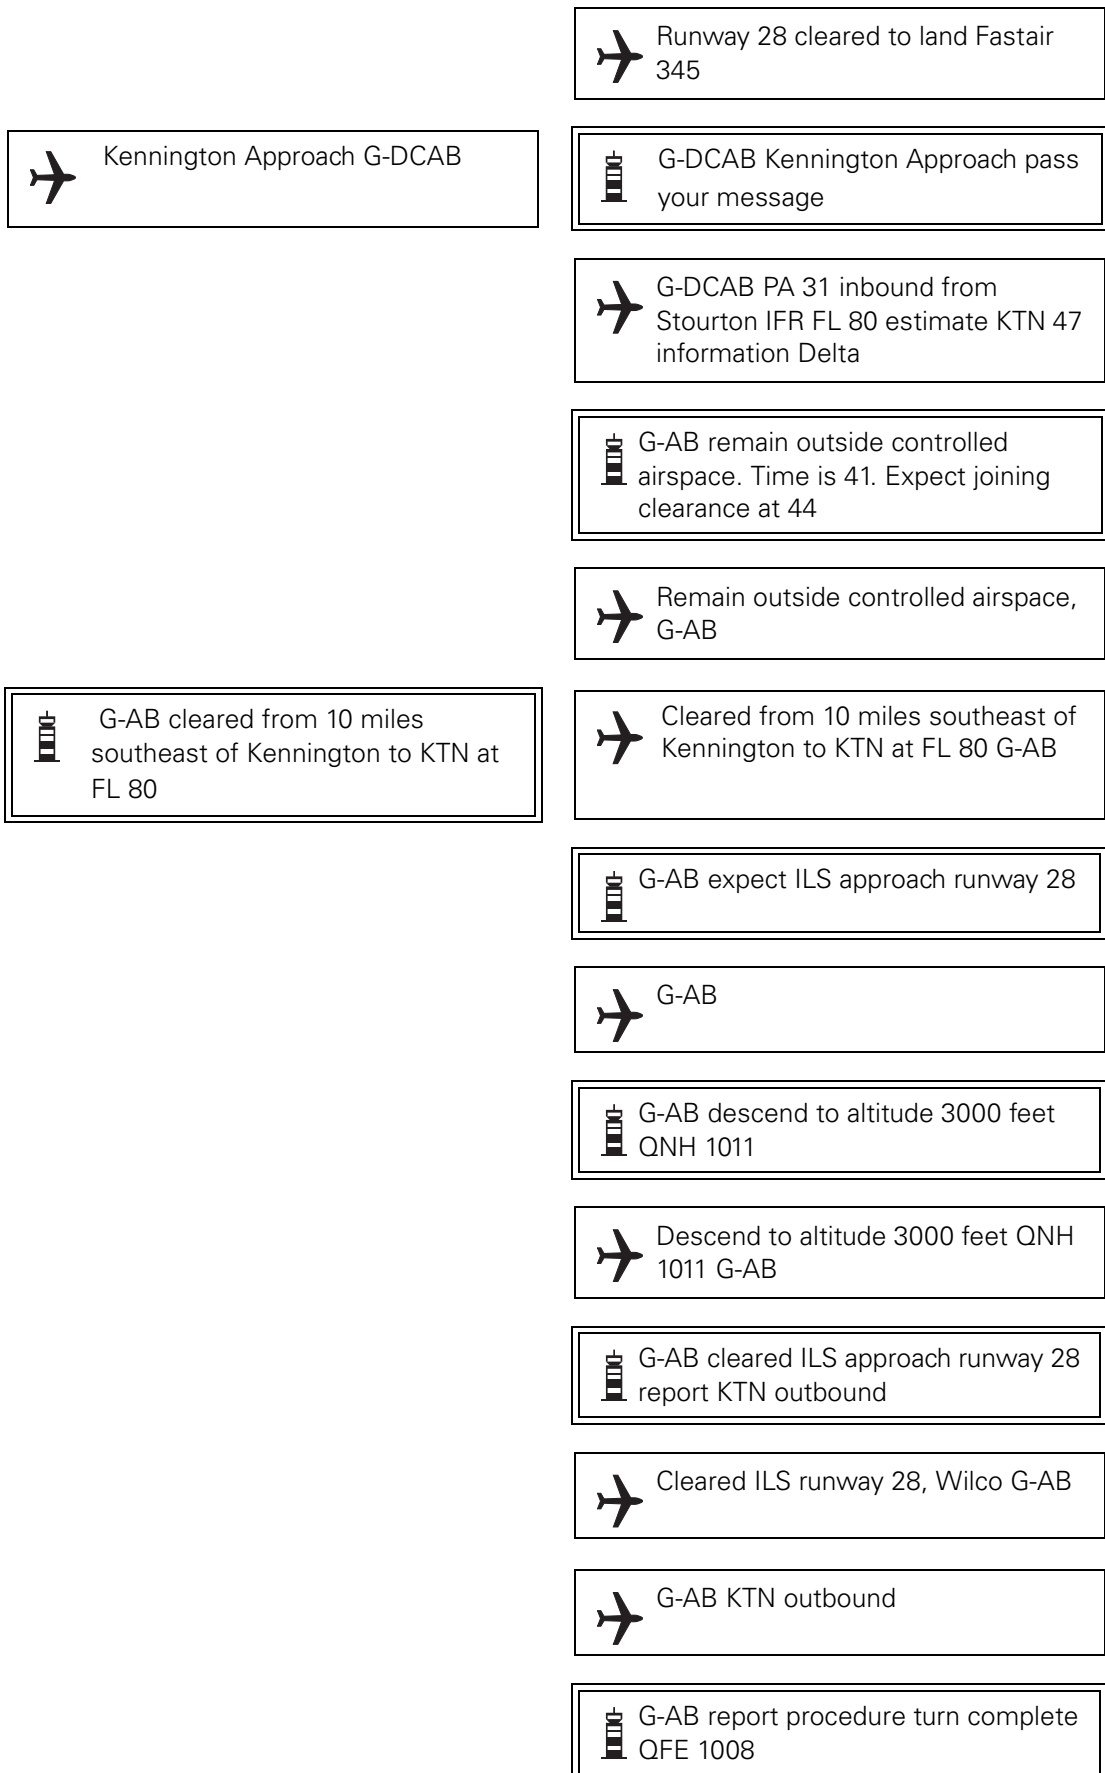 Runway 28 cleared to land Fastair
345
Kennington Approach G-DCAB
G-DCAB Kennington Approach pass
your message
G-DCAB PA 31 inbound from
Stourton IFR FL 80 estimate KTN 47
information Delta
G-AB remain outside controlled
airspace. Time is 41. Expect joining
clearance at 44
Remain outside controlled airspace,
G-AB
G-AB cleared from 10 miles
southeast of Kennington to KTN at
FL 80
Cleared from 10 miles southeast of
Kennington to KTN at FL 80 G-AB
G-AB expect ILS approach runway 28
G-AB
G-AB descend to altitude 3000 feet
QNH 1011
Descend to altitude 3000 feet QNH
1011 G-AB
G-AB cleared ILS approach runway 28
report KTN outbound
Cleared ILS runway 28, Wilco G-AB
G-AB KTN outbound
G-AB report procedure turn complete
QFE 1008